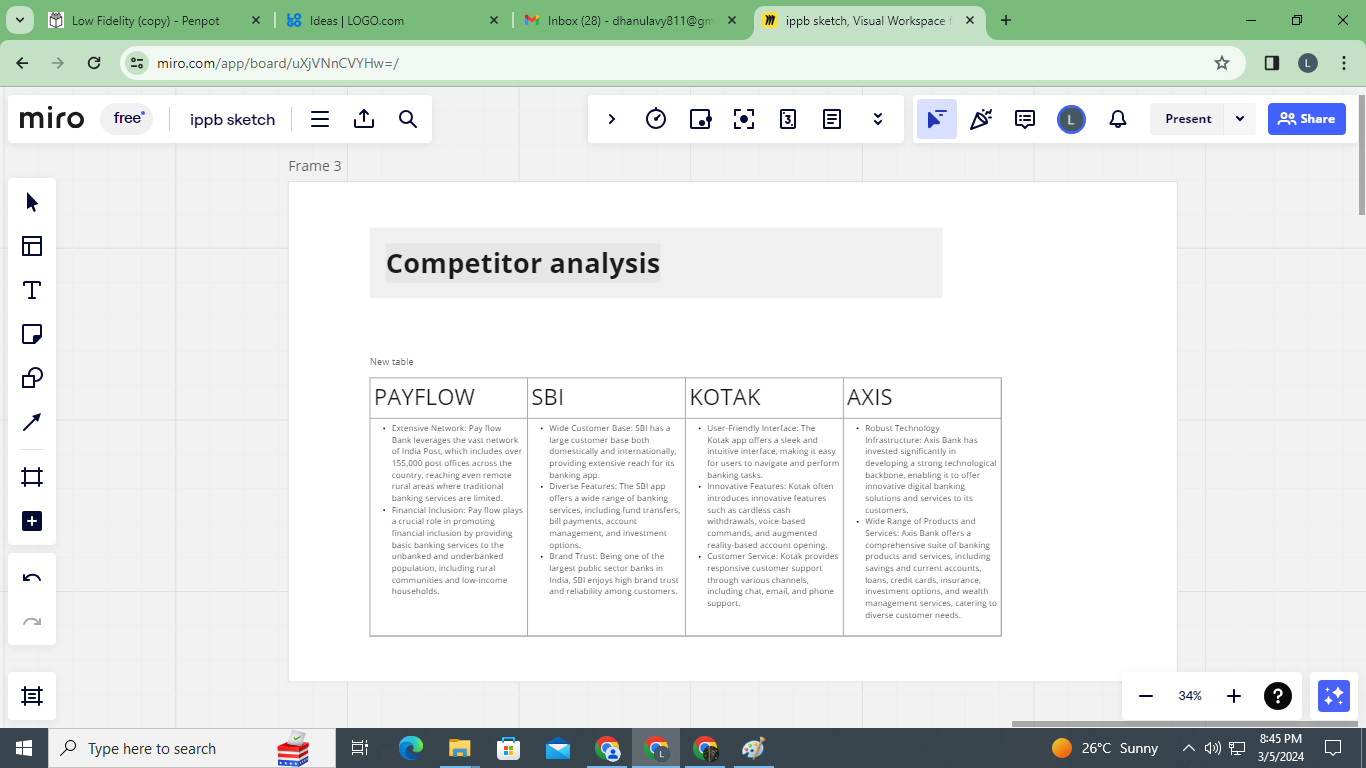 Low Fidelity (copy) - Penpot
Ideas | LOGO.com
Inbox (28) - dhanulavy811@gm
ippb sketch, Visual Workspace f
miro.com/app/board/uXjVNnCVYHw=/
L
miro
free
ippb sketch
3
L
Present
Share
Frame 3
Competitor analysis
New table
PAYFLOW
SBI
KOTAK
AXIS
• Extensive Network: Pay flow
Bank leverages the vast network
of India Post, which includes over
155,000 post offices across the
country, reaching even remote
rural areas where traditional
banking services are limited.
• Financial Inclusion: Pay flow plays
a crucial role in promoting
financial inclusion by providing
basic banking services to the
unbanked and underbanked
population, including rural
communities and low-income
households.
• Wide Customer Base: SBI has a
large customer base both
domestically and internationally,
providing extensive reach for its
banking app.
• Diverse Features: The SBI app
offers a wide range of banking
services, including fund transfers,
bill payments, account
management, and investment
options.
• Brand Trust: Being one of the
largest public sector banks in
India, SBI enjoys high brand trust
and reliability among customers.
• User-Friendly Interface: The
Kotak app offers a sleek and
intuitive interface, making it easy
for users to navigate and perform
banking tasks.
• Innovative Features: Kotak often
introduces innovative features
such as cardless cash
withdrawals, voice-based
commands, and augmented
reality-based account opening.
• Customer Service: Kotak provides
responsive customer support
through various channels,
including chat, email, and phone
support.
• Robust Technology
Infrastructure: Axis Bank has
invested significantly in
developing a strong technological
backbone, enabling it to offer
innovative digital banking
solutions and services to its
customers.
• Wide Range of Products and
Services: Axis Bank offers a
comprehensive suite of banking
products and services, including
savings and current accounts,
loans, credit cards, insurance,
investment options, and wealth
management services, catering to
diverse customer needs.
34%
?
Type here to search
L
26°C Sunny
8:45 PM
3/5/2024